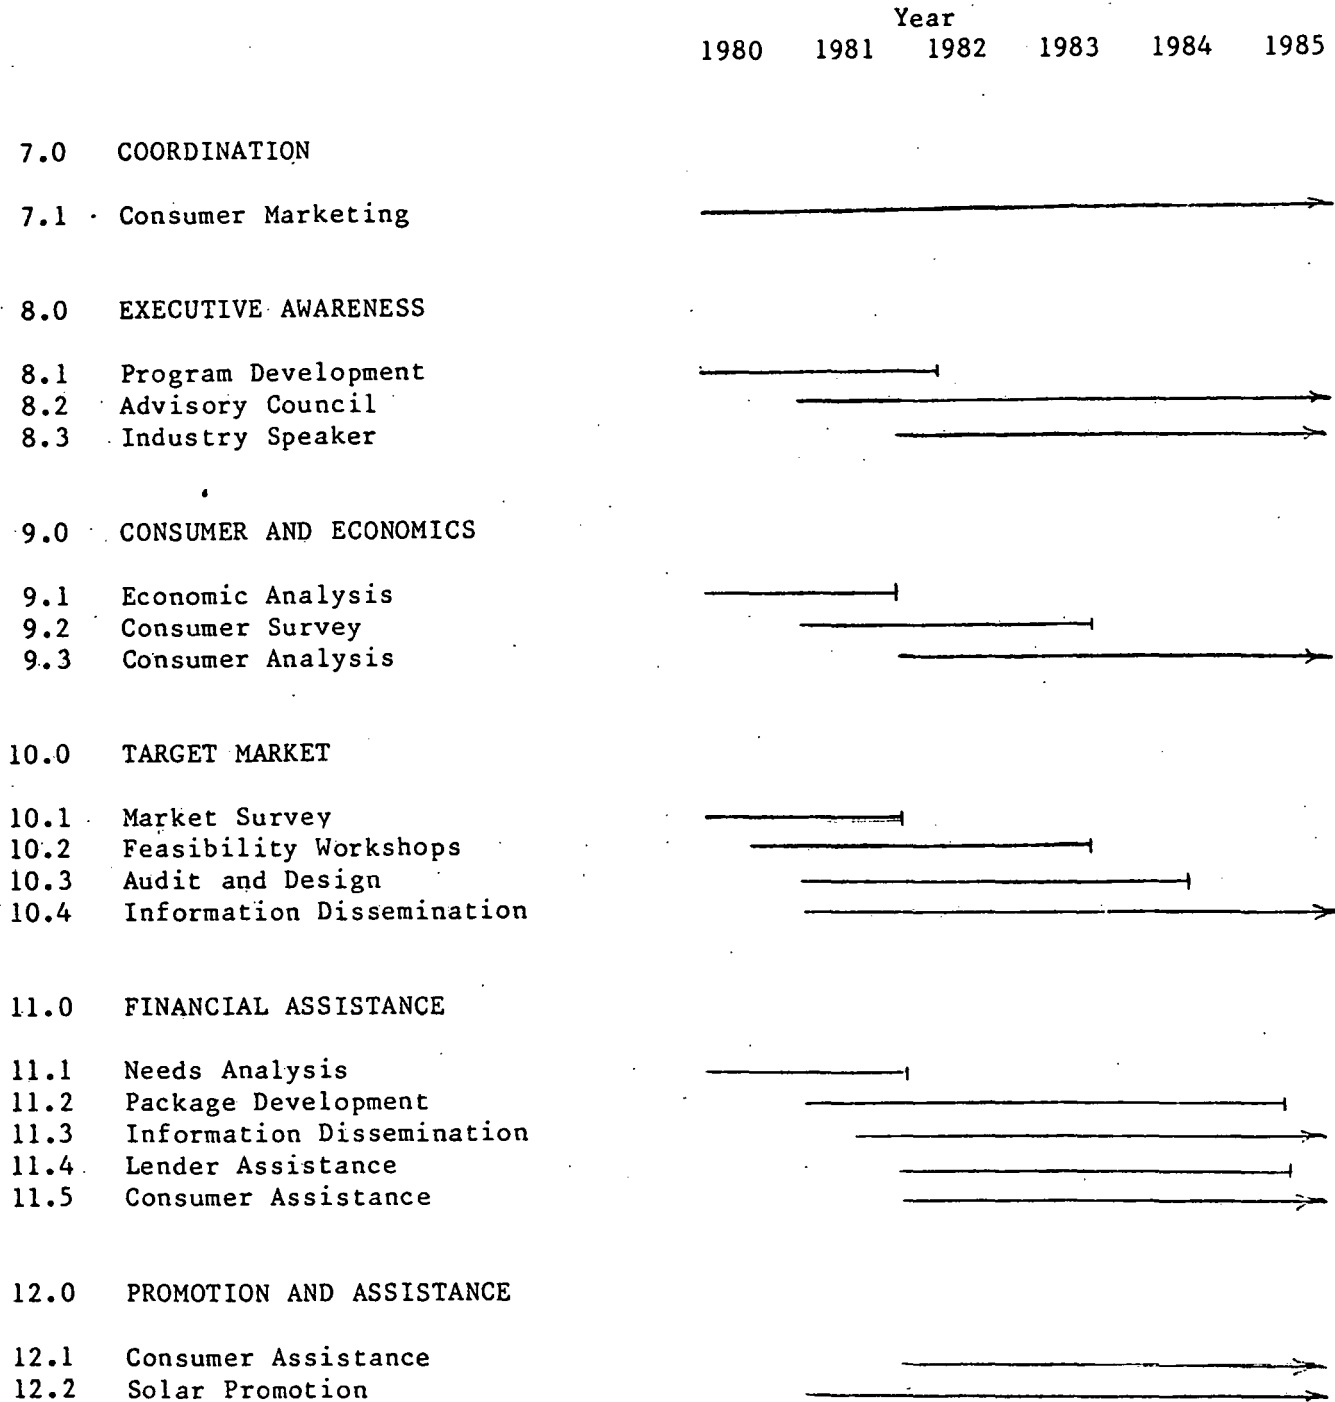 Year
1980 1981 1982 1983 1984 1985
7.0 COORDINATION
7.1 Consumer Marketing
8.0 EXECUTIVE AWARENESS
8.1 Program Development
8.2 Advisory Council
8.3 Industry Speaker
9.0 CONSUMER AND ECONOMICS
9.1 Economic Analysis
9.2 Consumer Survey
9.3 Consumer Analysis
10.0 TARGET MARKET
10.1 Market Survey
10.2 Feasibility Workshops
10.3 Audit and Design
10.4 Information Dissemination
11.0 FINANCIAL ASSISTANCE
11.1 Needs Analysis
11.2 Package Development
11.3 Information Dissemination
11.4 Lender Assistance
11.5 Consumer Assistance
12.0 PROMOTION AND ASSISTANCE
12.1 Consumer Assistance
12.2 Solar Promotion